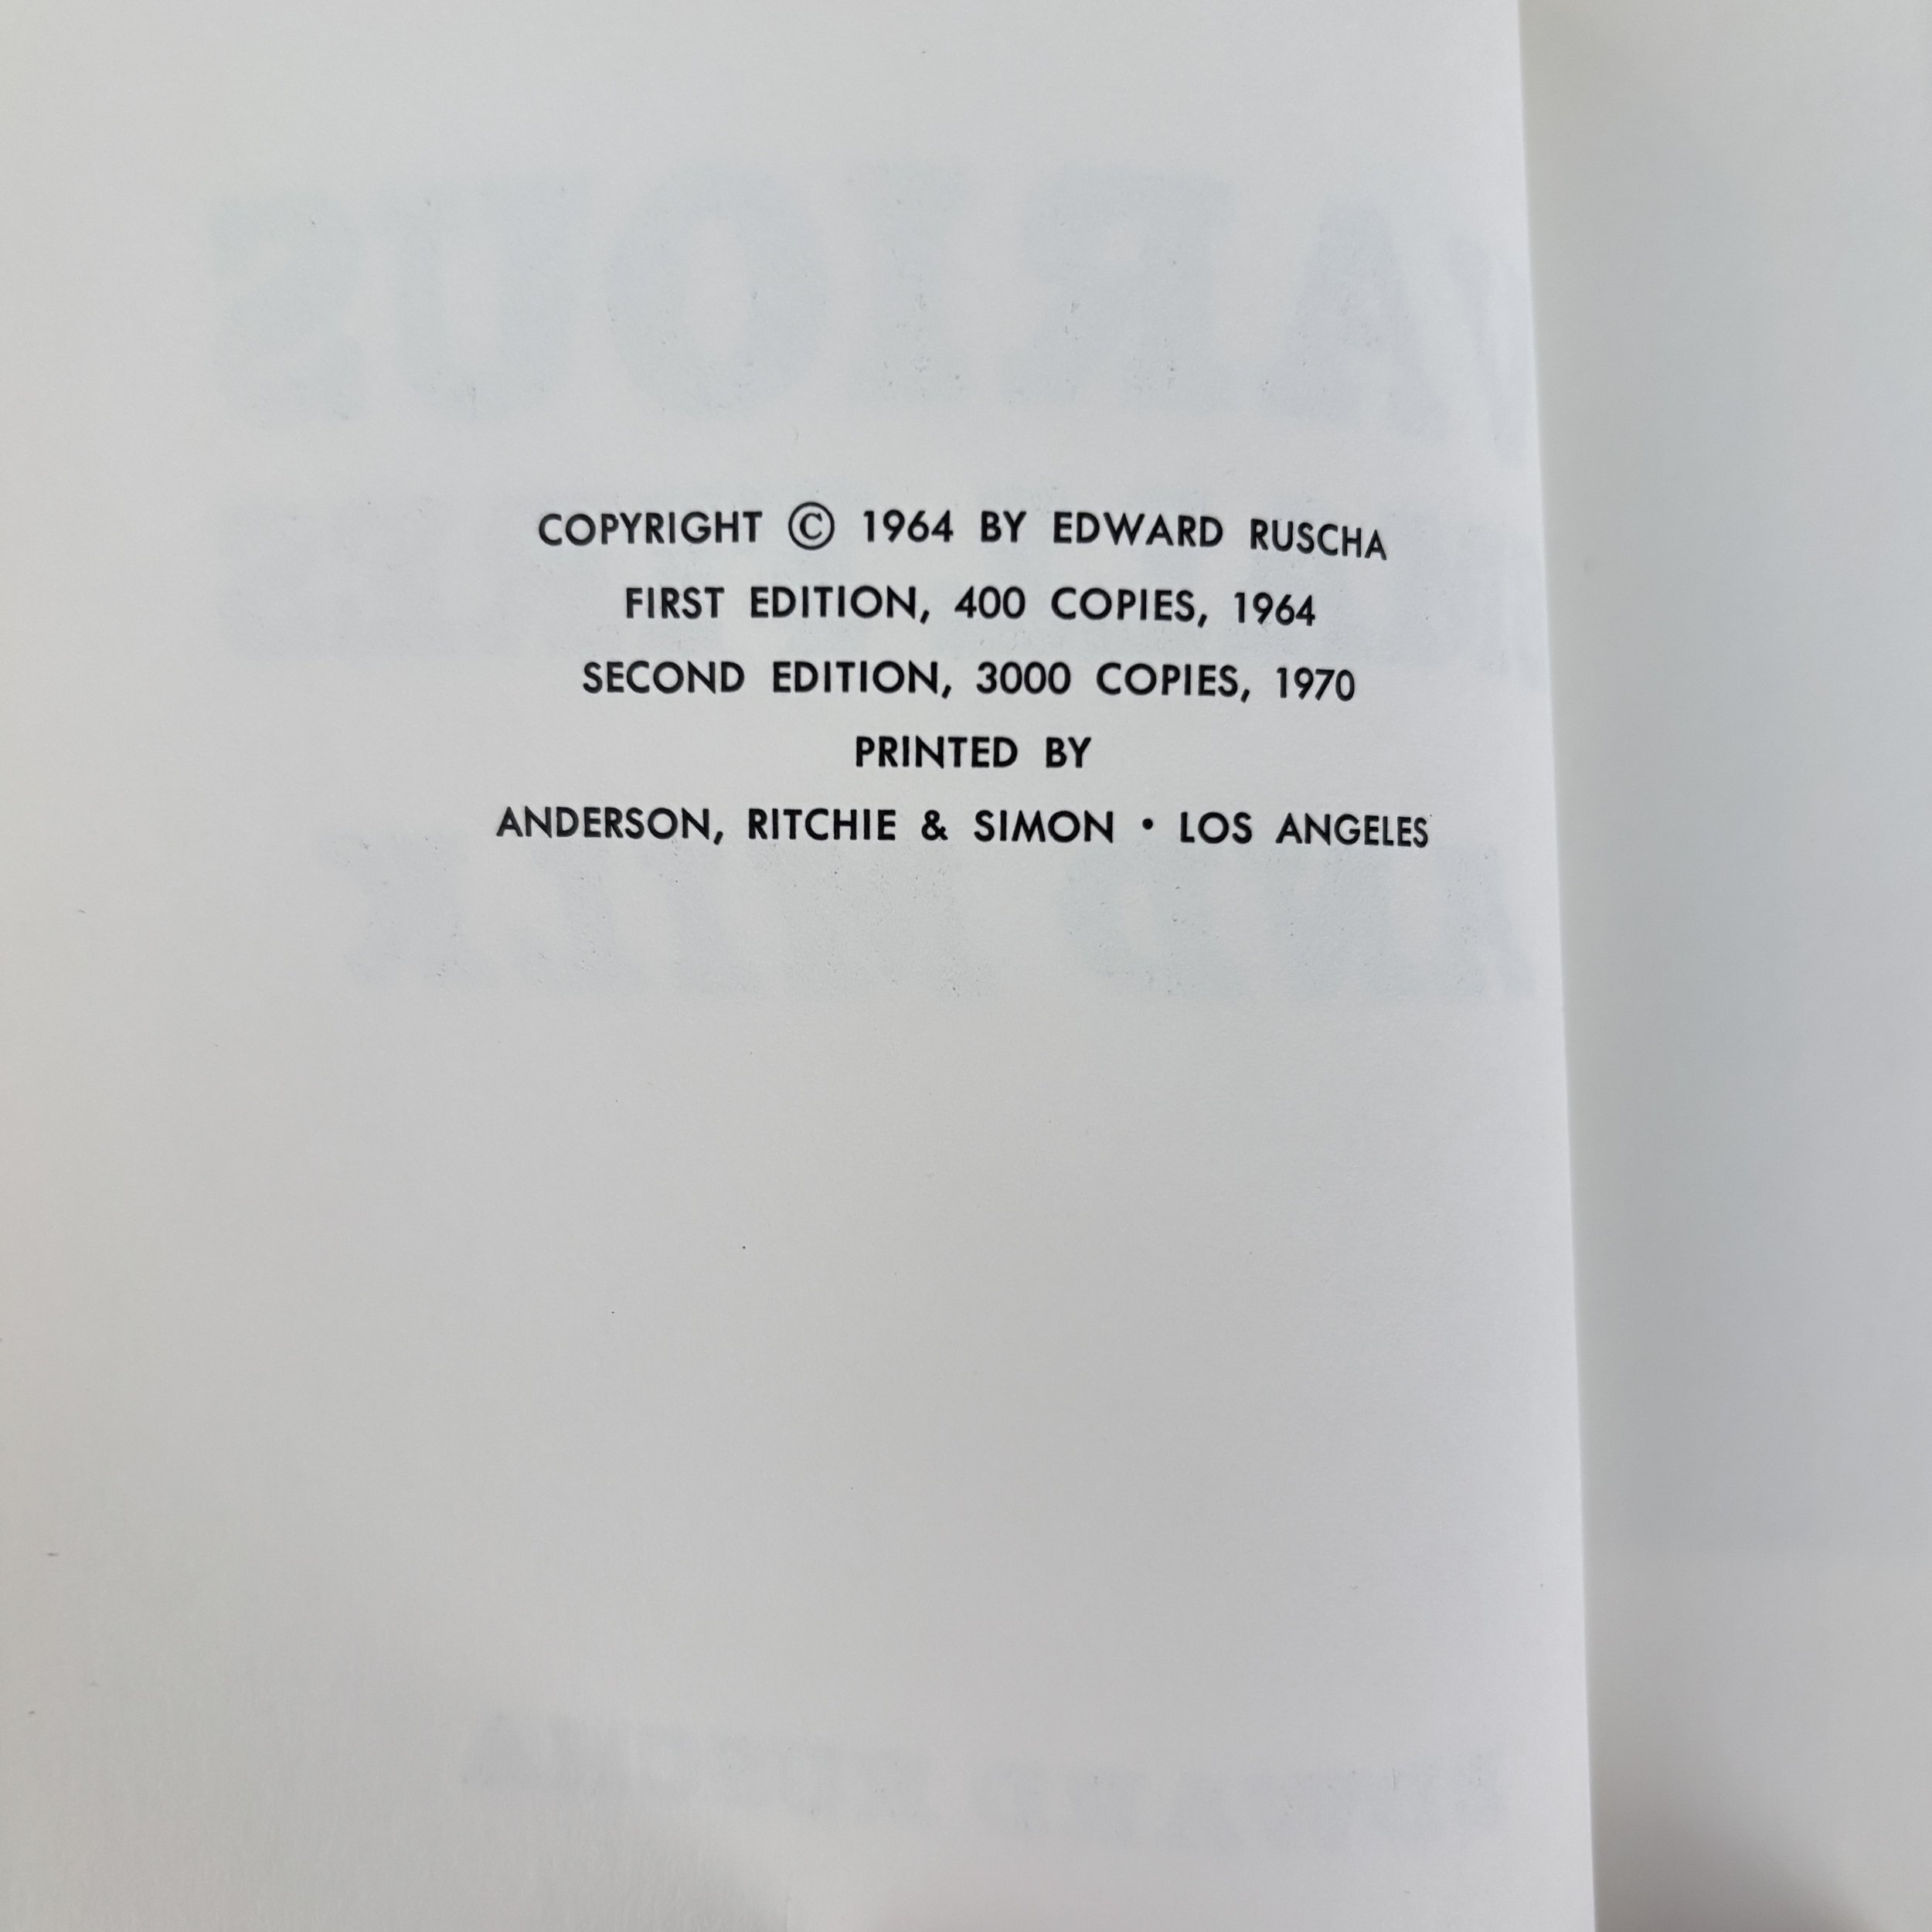 COPYRIGHT © 1964 BY EDWARD RUSCHA
FIRST EDITION, 400 COPIES, 1964
SECOND EDITION, 3000 COPIES, 1970
PRINTED BY
ANDERSON, RITCHIE & SIMON • LOS ANGELES